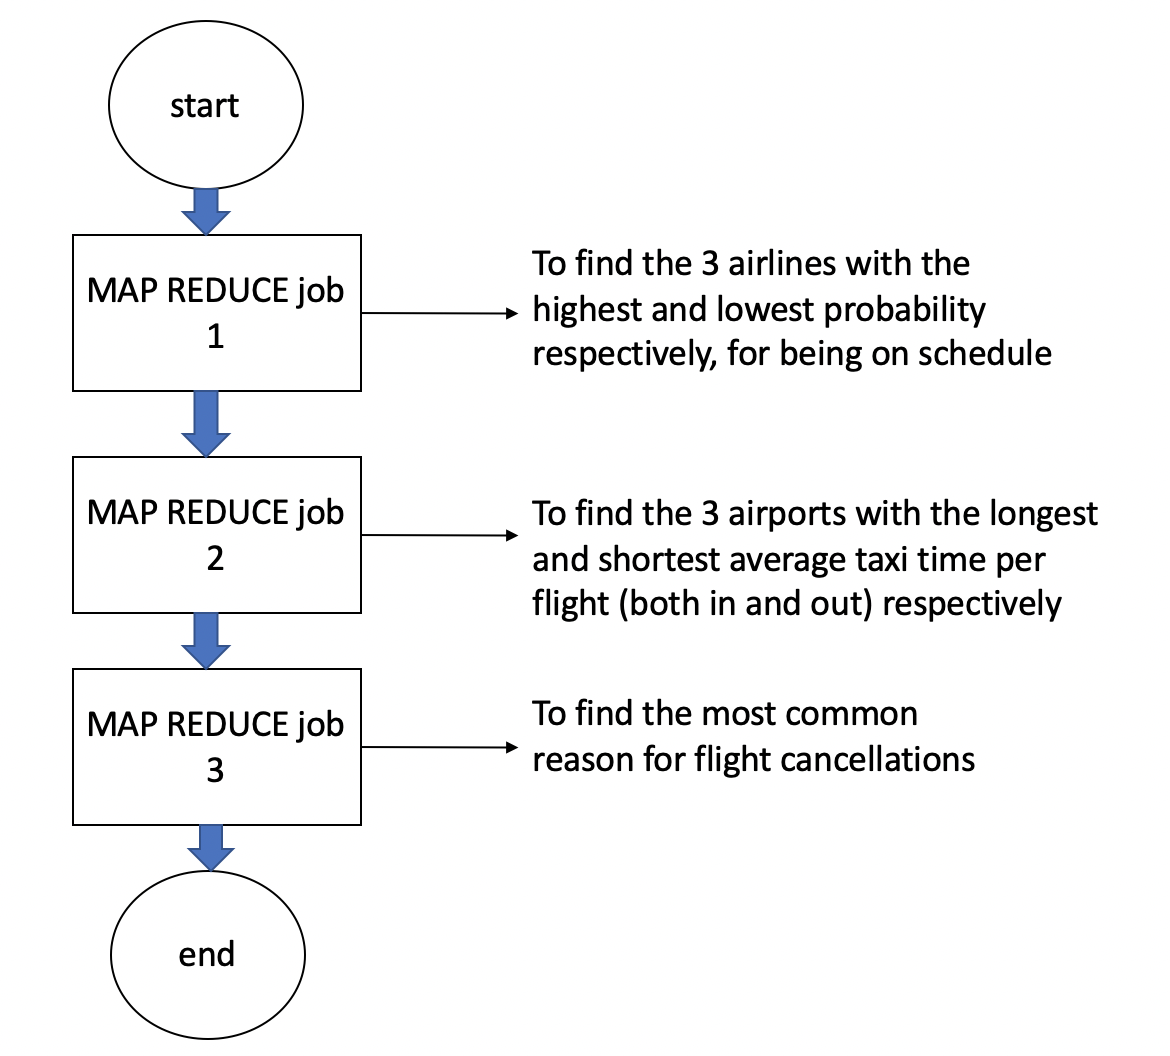 start
MAP REDUCE job
1
To find the 3 airlines with the
highest and lowest probability
respectively, for being on schedule
MAP REDUCE job
2
To find the 3 airports with the longest
and shortest average taxi time per
flight (both in and out) respectively
MAP REDUCE job
3
To find the most common
reason for flight cancellations
end